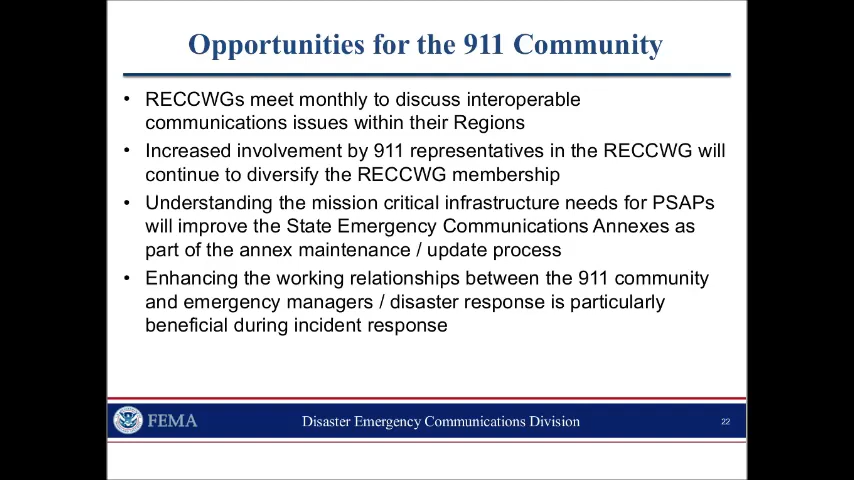 Opportunities for the 911 Community
• RECCWGs meet monthly to discuss interoperable
communications issues within their Regions
• Increased involvement by 911 representatives in the RECCWG will
continue to diversify the RECCWG membership
• Understanding the mission critical infrastructure needs for PSAPs
will improve the State Emergency Communications Annexes as
part of the annex maintenance / update process
• Enhancing the working relationships between the 911 community
and emergency managers / disaster response is particularly
beneficial during incident response
FEMA
Disaster Emergency Communications Division
22